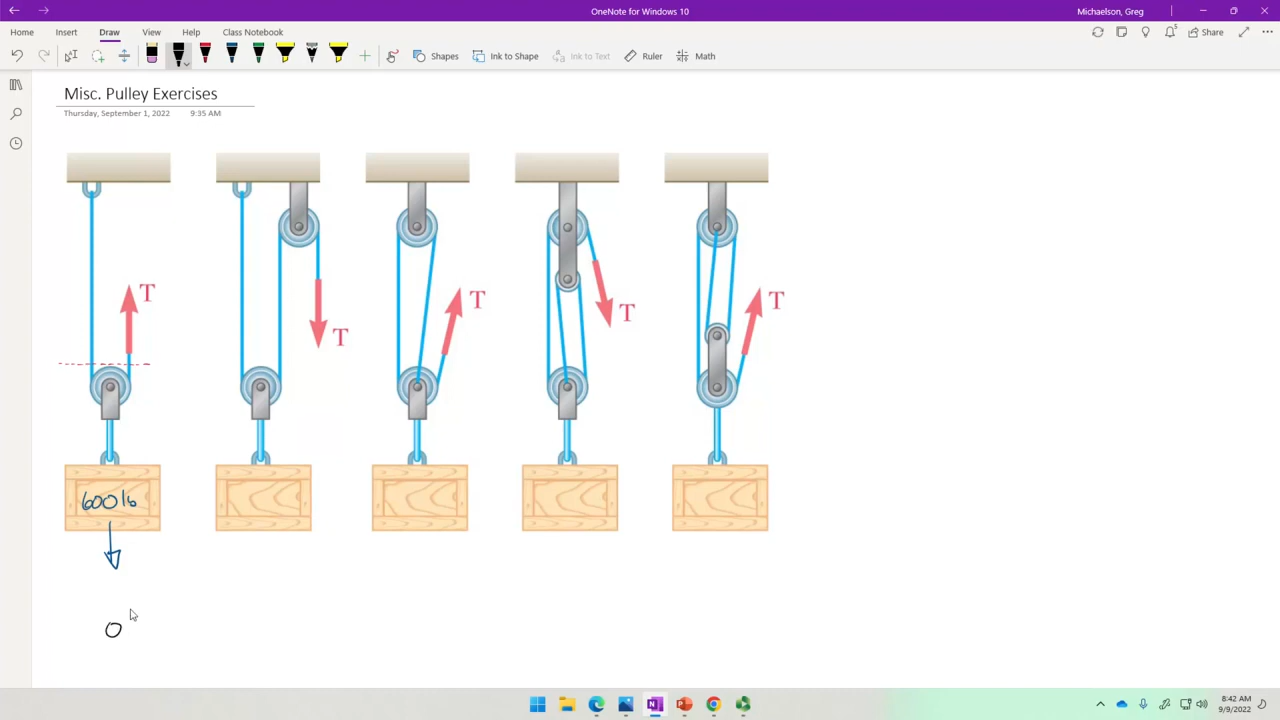 OneNote for Windows 10
Michaelson, Greg
Home Insert Draw View Help Class Notebook
Share
Shapes Ink to Shape Ink to Text Ruler Math
Misc. Pulley Exercises
Thursday, September 1, 2022 9:35 AM
T
T
T
T
T
600 lb
0
8:42 AM
9/9/2022